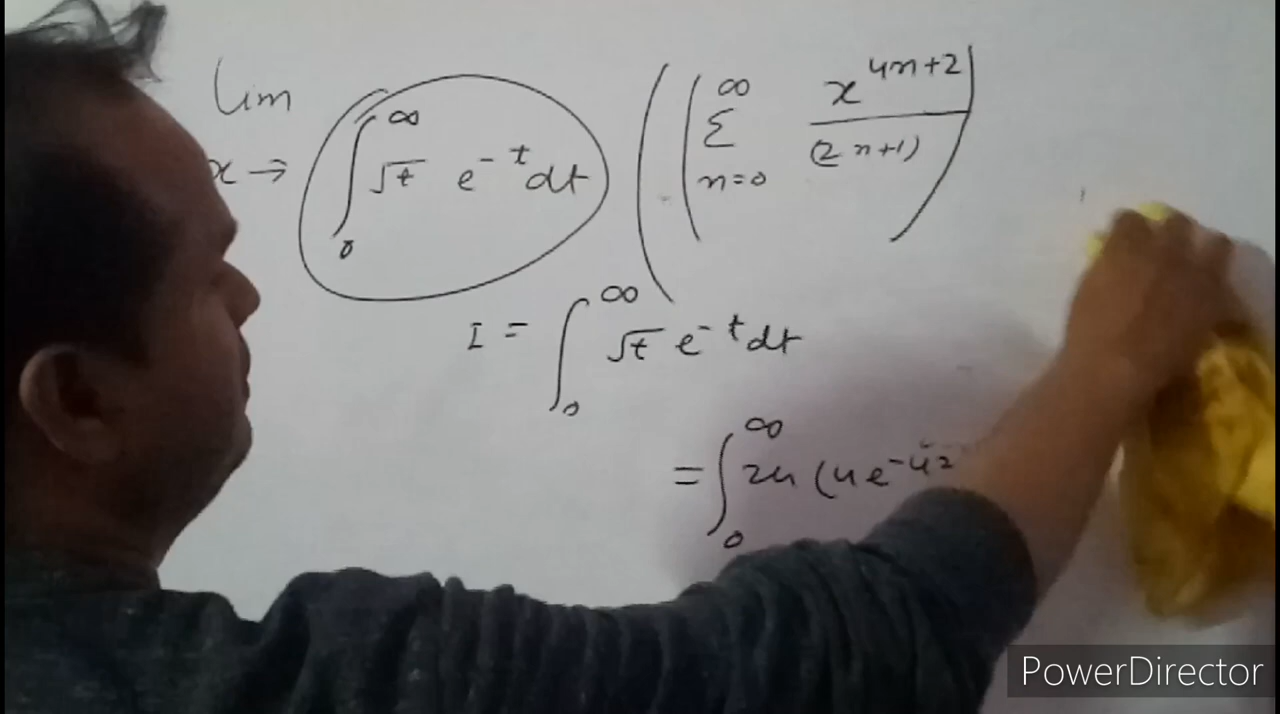 lim x → ∫₀^∞ √t e^{-t} dt ( ( Σ_{n=0}^∞ x^{4n+2} / (2n+1) )
I = ∫₀^∞ √t e^{-t} dt
= ∫₀^∞ 2u (u e^{-u2
PowerDirector